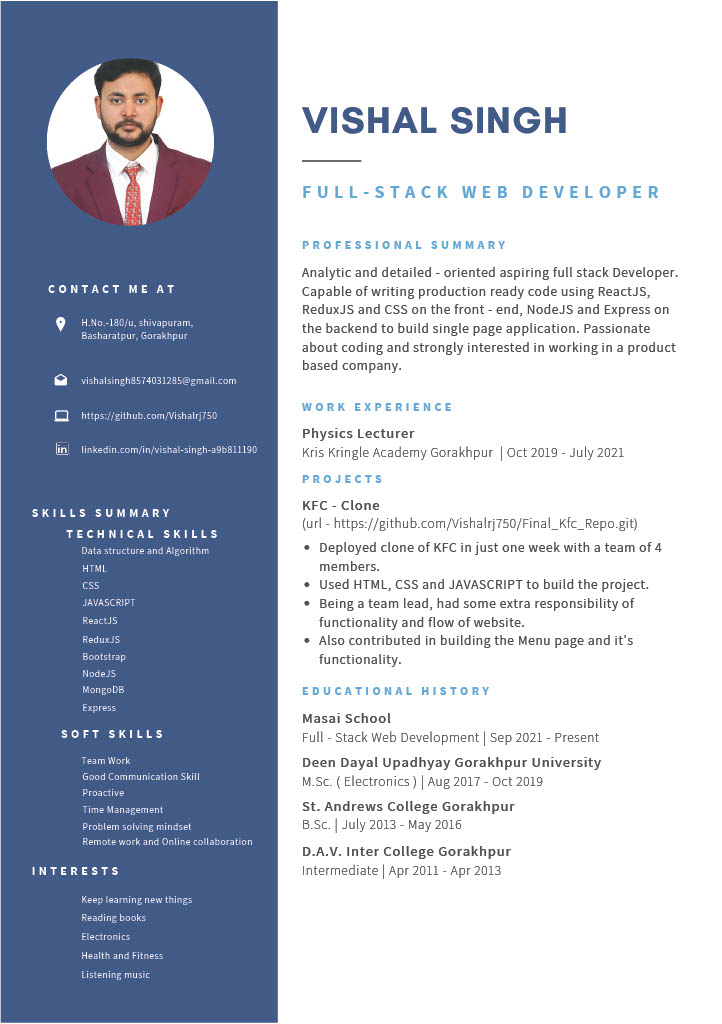 VISHAL SINGH
FULL-STACK WEB DEVELOPER
CONTACT ME AT
H.No.-180/u, shivapuram,
Basharatpur, Gorakhpur
vishalsingh8574031285@gmail.com
https://github.com/Vishalrj750
linkedin.com/in/vishal-singh-a9b811190
SKILLS SUMMARY
TECHNICAL SKILLS
Data structure and Algorithm
HTML
CSS
JAVASCRIPT
ReactJS
ReduxJS
Bootstrap
NodeJS
MongoDB
Express
SOFT SKILLS
Team Work
Good Communication Skill
Proactive
Time Management
Problem solving mindset
Remote work and Online collaboration
INTERESTS
Keep learning new things
Reading books
Electronics
Health and Fitness
Listening music
PROFESSIONAL SUMMARY
Analytic and detailed - oriented aspiring full stack Developer.
Capable of writing production ready code using ReactJS,
ReduxJS and CSS on the front - end, NodeJS and Express on
the backend to build single page application. Passionate
about coding and strongly interested in working in a product
based company.
WORK EXPERIENCE
Physics Lecturer
Kris Kringle Academy Gorakhpur | Oct 2019 - July 2021
PROJECTS
KFC - Clone
(url - https://github.com/Vishalrj750/Final_Kfc_Repo.git)
• Deployed clone of KFC in just one week with a team of 4
members.
• Used HTML, CSS and JAVASCRIPT to build the project.
• Being a team lead, had some extra responsibility of
functionality and flow of website.
• Also contributed in building the Menu page and it's
functionality.
EDUCATIONAL HISTORY
Masai School
Full - Stack Web Development | Sep 2021 - Present
Deen Dayal Upadhyay Gorakhpur University
M.Sc. ( Electronics ) | Aug 2017 - Oct 2019
St. Andrews College Gorakhpur
B.Sc. | July 2013 - May 2016
D.A.V. Inter College Gorakhpur
Intermediate | Apr 2011 - Apr 2013